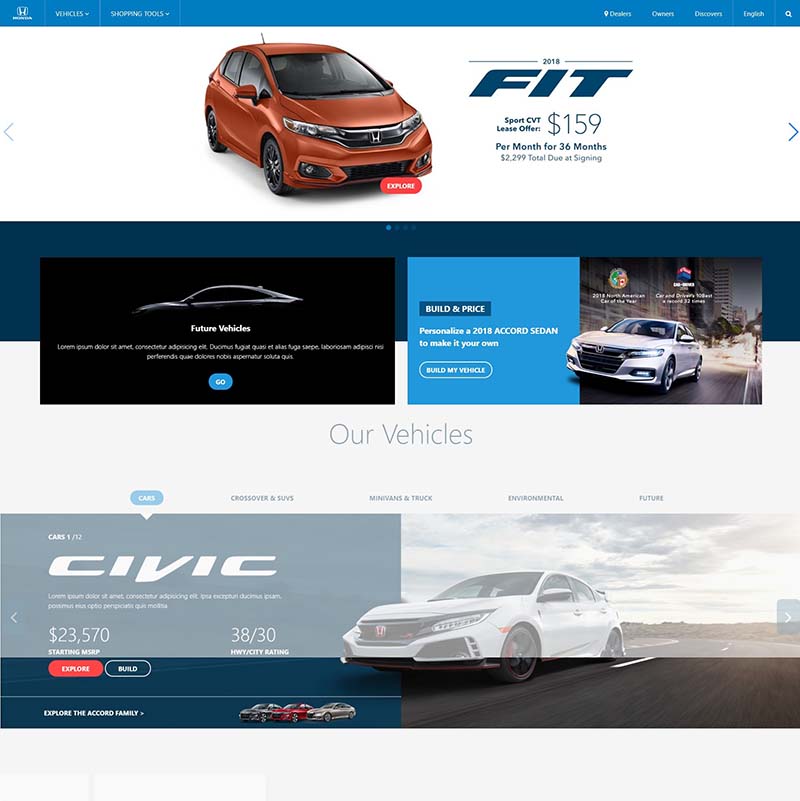 HONDA
VEHICLES
SHOPPING TOOLS
Dealers
Owners
Discovers
English
2018
FIT
Sport CVT
Lease Offer:
$159
Per Month for 36 Months
$2,299 Total Due at Signing
EXPLORE
Future Vehicles
Lorem ipsum dolor sit amet, consectetur adipisicing elit. Ducimus fugiat quasi et alias fuga saepe, laboriosam adipisci nisi
perferendis quae dolores nobis aspernatur soluta quis.
GO
BUILD & PRICE
Personalize a 2018 ACCORD SEDAN
to make it your own
BUILD MY VEHICLE
2018 North American
Car of the Year
CAR AND DRIVER
Car and Driver's 10Best
a record 32 times
Our Vehicles
CARS
CROSSOVER & SUVS
MINIVANS & TRUCK
ENVIRONMENTAL
FUTURE
CARS 1 /12
CIVIC
Lorem ipsum dolor sit amet, consectetur adipisicing elit. Ipsa excepturi ducimus ipsam,
possimus eius optio perspiciatis quis mollitia
$23,570
STARTING MSRP
38/30
HWY/CITY RATING
EXPLORE
BUILD
EXPLORE THE ACCORD FAMILY >